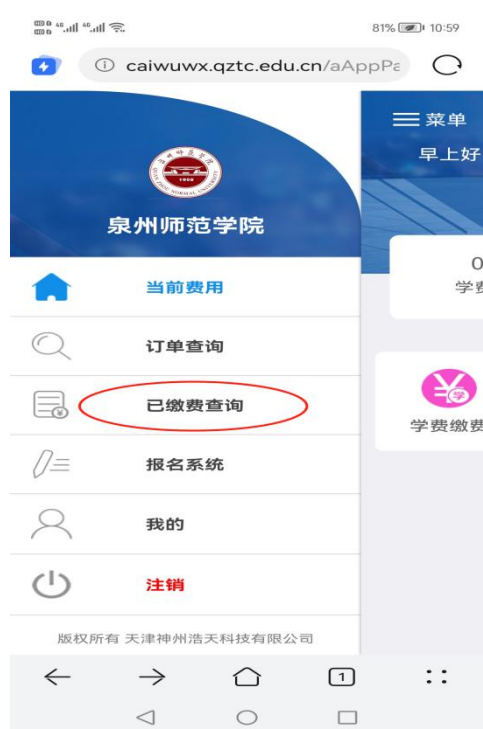 81% 10:59
caiwuwx.qztc.edu.cn/aAppPa
菜单
早上好
泉州师范学院
当前费用
订单查询
已缴费查询
报名系统
我的
注销
版权所有 天津神州浩天科技有限公司
0
学费
学费缴费
1